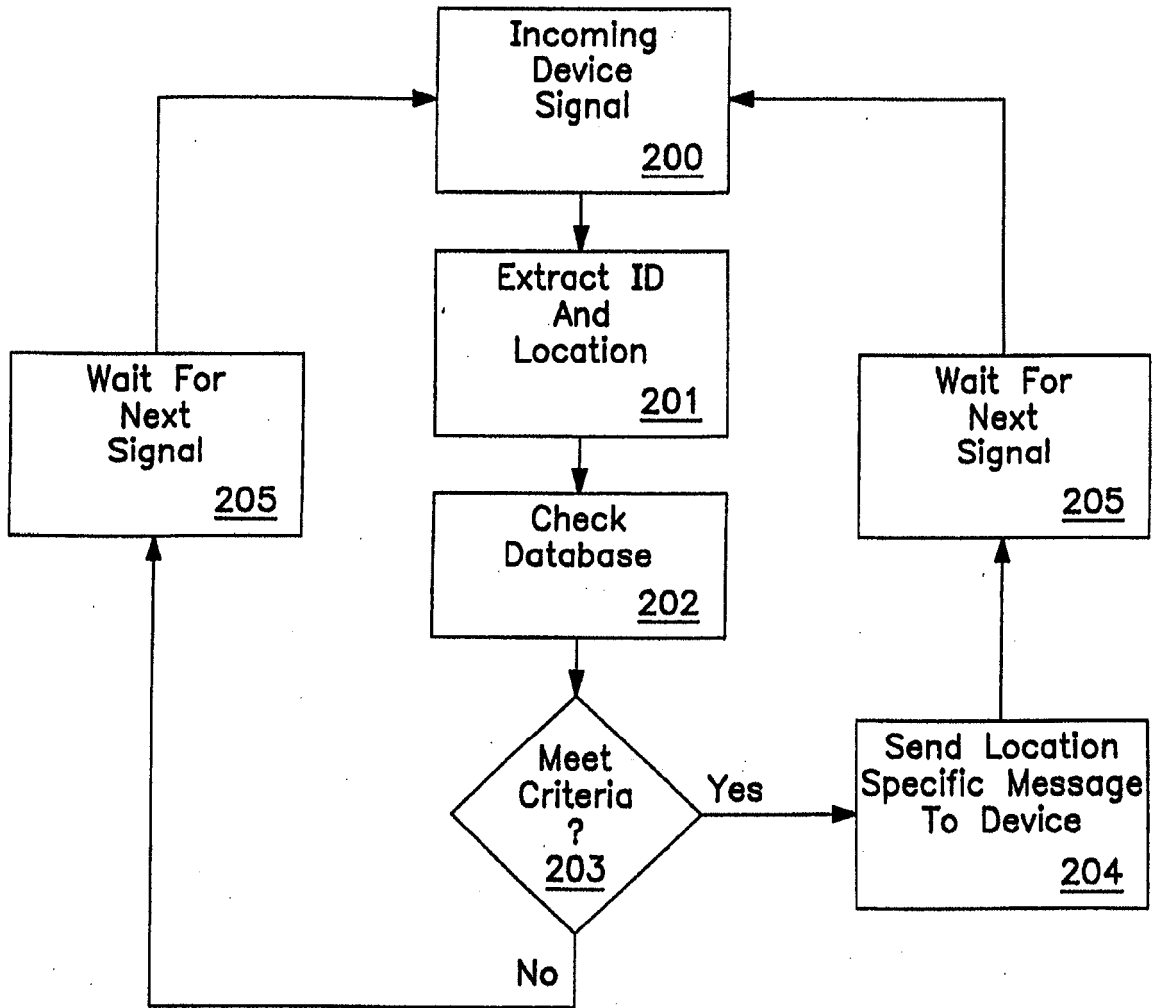 Incoming
Device
Signal
200
Extract ID
And
Location
201
Wait For
Next
Signal
205
Wait For
Next
Signal
205
Check
Database
202
Meet
Criteria
?
203
Yes
Send Location
Specific Message
To Device
204
No